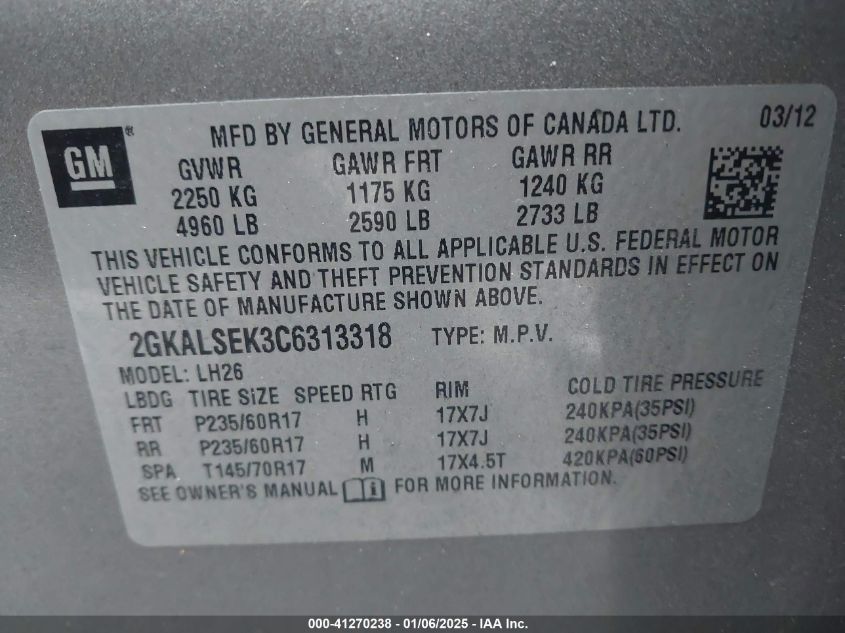 GM ®
MFD BY GENERAL MOTORS OF CANADA LTD. 03/12
GVWR GAWR FRT GAWR RR
2250 KG 1175 KG 1240 KG
4960 LB 2590 LB 2733 LB
THIS VEHICLE CONFORMS TO ALL APPLICABLE U.S. FEDERAL MOTOR
VEHICLE SAFETY AND THEFT PREVENTION STANDARDS IN EFFECT ON
THE DATE OF MANUFACTURE SHOWN ABOVE.
2GKALSEK3C6313318 TYPE: M.P.V.
MODEL: LH26
LBDG TIRE SIZE SPEED RTG RIM COLD TIRE PRESSURE
FRT P235/60R17 H 17X7J 240KPA(35PSI)
RR P235/60R17 H 17X7J 240KPA(35PSI)
SPA T145/70R17 M 17X4.5T 420KPA(60PSI)
SEE OWNER'S MANUAL FOR MORE INFORMATION.
000-41270238 - 01/06/2025 - IAA Inc.